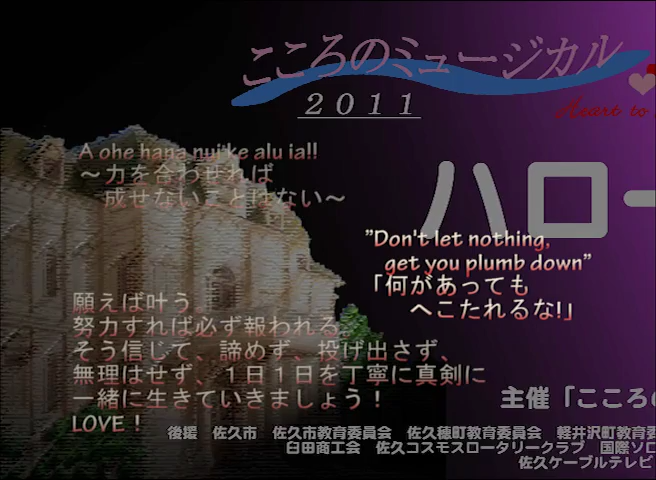 こころのミュージカル
２０１１
Heart to
A ohe hana nui ke alu ia!!
～力を合わせれば
成せないことはない～
ハロー
"Don't let nothing,
get you plumb down"
「何があっても
へこたれるな!」
願えば叶う
努力すれば必ず報われる
そう信じて、諦めず、投げ出さず、
無理はせず、１日１日を丁寧に真剣に
一緒に生きていきましょう！
LOVE！
主催「こころの
後援　佐久市　佐久市教育委員会　佐久穂町教育委員会　軽井沢町教育委
臼田商工会　佐久コスモスロータリークラブ　国際ソロ
佐久ケーブルテレビ